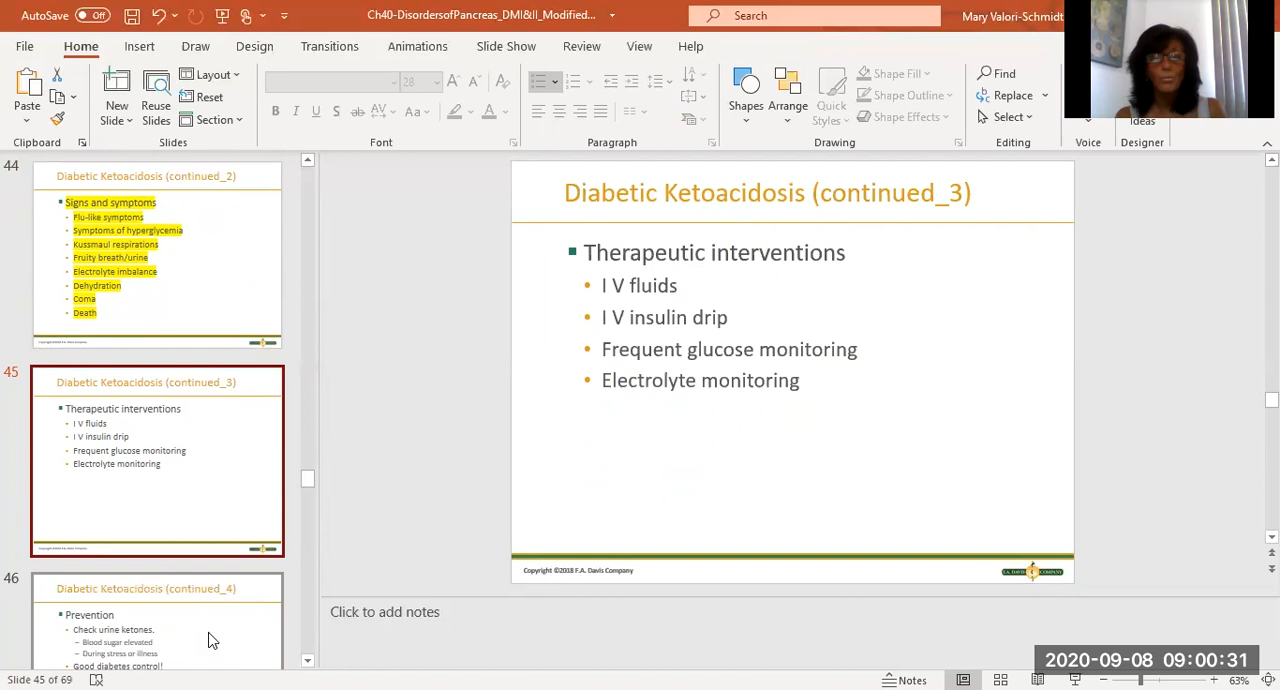 AutoSave Off
Ch40-DisordersofPancreas_DMI&II_Modified...
Search
Mary Valori-Schmidt
File Home Insert Draw Design Transitions Animations Slide Show Review View Help
Paste
New Slide
Reuse Slides
Layout
Reset
Section
28
Shapes
Arrange
Quick Styles
Shape Fill
Shape Outline
Shape Effects
Find
Replace
Select
Ideas
Clipboard Slides Font Paragraph Drawing Editing Voice Designer
44
Diabetic Ketoacidosis (continued_2)
Signs and symptoms
Flu-like symptoms
Symptoms of hyperglycemia
Kussmaul respirations
Fruity breath/urine
Electrolyte imbalance
Dehydration
Coma
Death
45
Diabetic Ketoacidosis (continued_3)
Therapeutic interventions
I V fluids
I V insulin drip
Frequent glucose monitoring
Electrolyte monitoring
46
Diabetic Ketoacidosis (continued_4)
Prevention
Check urine ketones.
– Blood sugar elevated
– During stress or illness
Good diabetes control!
Diabetic Ketoacidosis (continued_3)
Therapeutic interventions
I V fluids
I V insulin drip
Frequent glucose monitoring
Electrolyte monitoring
Copyright ©2018 F.A. Davis Company
F.A. DAVIS COMPANY
Click to add notes
2020-09-08 09:00:31
Slide 45 of 69
Notes
63%